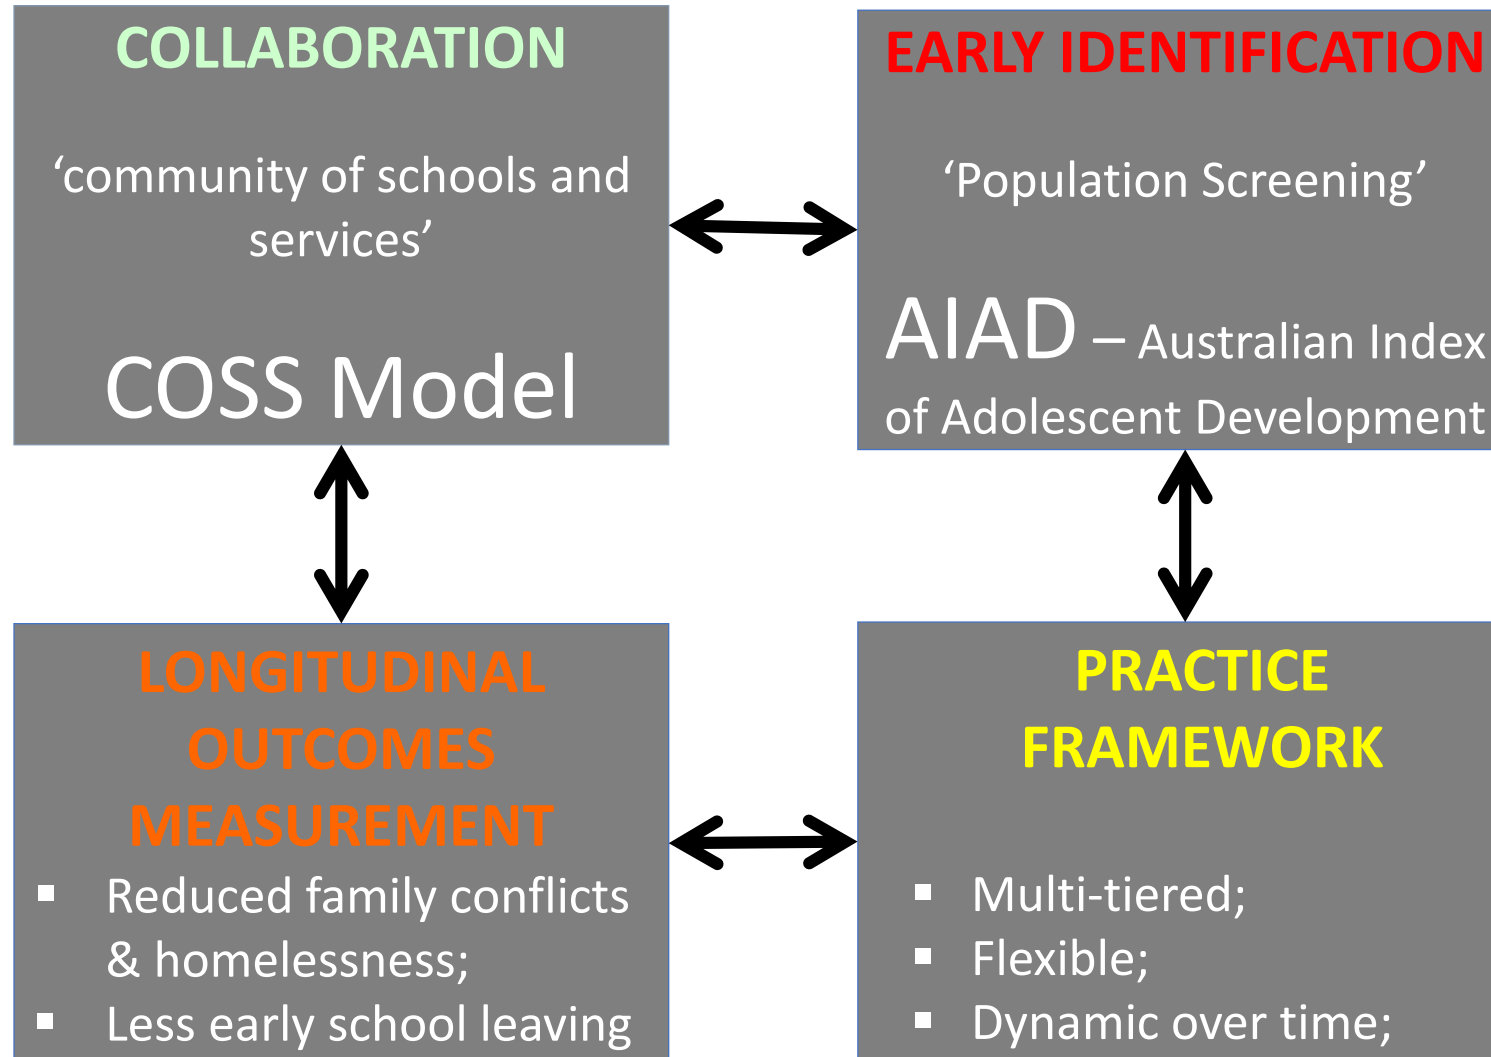 COLLABORATION
‘community of schools and
services’
COSS Model
EARLY IDENTIFICATION
‘Population Screening’
AIAD – Australian Index
of Adolescent Development
LONGITUDINAL
OUTCOMES
MEASUREMENT
▪ Reduced family conflicts
& homelessness;
▪ Less early school leaving
PRACTICE
FRAMEWORK
▪ Multi-tiered;
▪ Flexible;
▪ Dynamic over time;